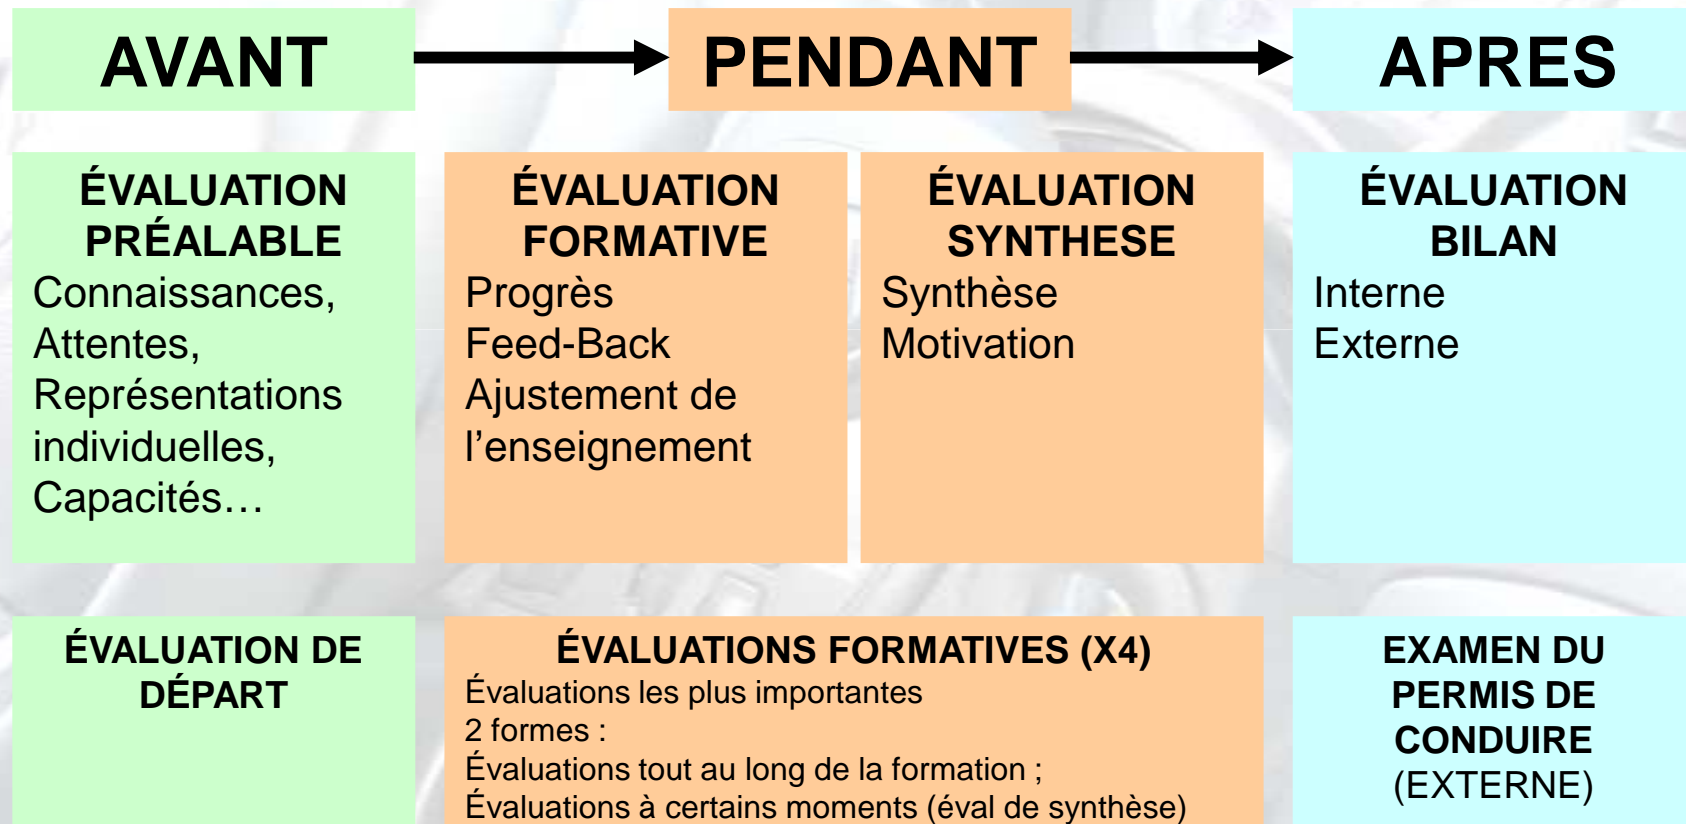 AVANT
PENDANT
APRES
ÉVALUATION
PRÉALABLE
Connaissances,
Attentes,
Représentations
individuelles,
Capacités…
ÉVALUATION
FORMATIVE
Progrès
Feed-Back
Ajustement de
l’enseignement
ÉVALUATION
SYNTHESE
Synthèse
Motivation
ÉVALUATION
BILAN
Interne
Externe
ÉVALUATION DE
DÉPART
ÉVALUATIONS FORMATIVES (X4)
Évaluations les plus importantes
2 formes :
Évaluations tout au long de la formation ;
Évaluations à certains moments (éval de synthèse)
EXAMEN DU
PERMIS DE
CONDUIRE
(EXTERNE)